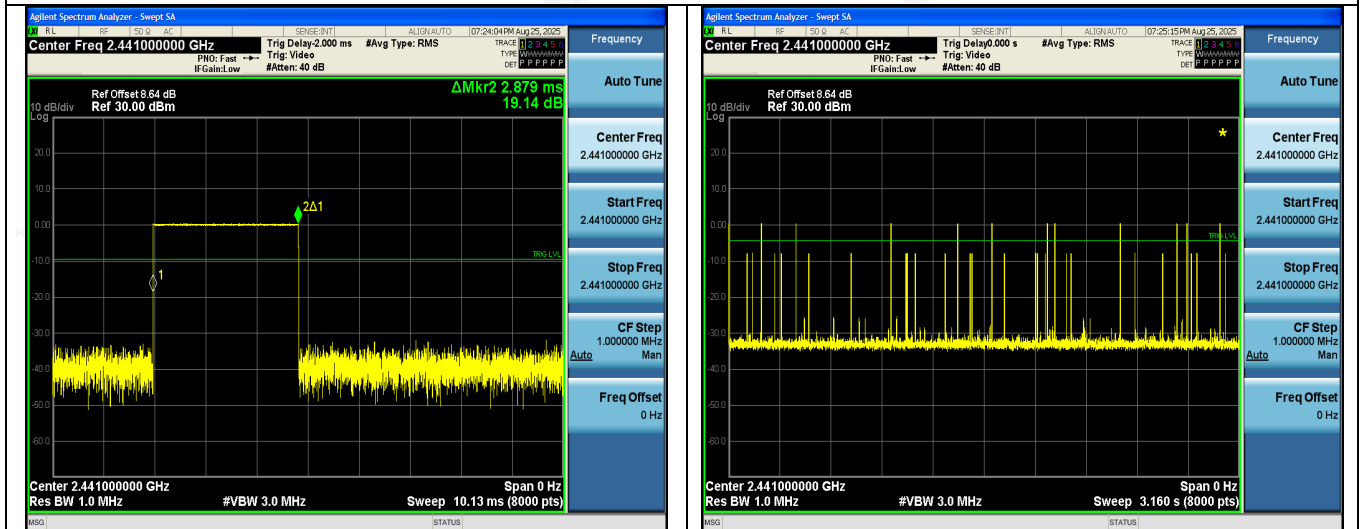 Agilent Spectrum Analyzer - Swept SA
LXI RL RF 50 Ω AC SENSE:INT ALIGN AUTO 07:24:04 PM Aug 25, 2025
Center Freq 2.441000000 GHz
Trig Delay-2.000 ms #Avg Type: RMS
TRACE 1 2 3 4 5 6
PNO: Fast Trig: Video
TYPE
IFGain:Low #Atten: 40 dB
DET P P P P P P
ΔMkr2 2.879 ms
19.14 dB
Ref Offset 8.64 dB
10 dB/div Ref 30.00 dBm
Log
20.0
10.0
0.00
-10.0
-20.0
-30.0
-40.0
-50.0
-60.0
2Δ1
1
TRIG LVL
Center 2.441000000 GHz Span 0 Hz
Res BW 1.0 MHz #VBW 3.0 MHz Sweep 10.13 ms (8000 pts)
MSG STATUS
Frequency
Auto Tune
Center Freq
2.441000000 GHz
Start Freq
2.441000000 GHz
Stop Freq
2.441000000 GHz
CF Step
1.000000 MHz
Auto Man
Freq Offset
0 Hz
Agilent Spectrum Analyzer - Swept SA
LXI RL RF 50 Ω AC SENSE:INT ALIGN AUTO 07:25:15 PM Aug 25, 2025
Center Freq 2.441000000 GHz
Trig Delay0.000 s #Avg Type: RMS
TRACE 1 2 3 4 5 6
PNO: Fast Trig: Video
TYPE
IFGain:Low #Atten: 40 dB
DET P P P P P P
Ref Offset 8.64 dB
10 dB/div Ref 30.00 dBm
Log
20.0
10.0
0.00
-10.0
-20.0
-30.0
-40.0
-50.0
-60.0
*
TRIG LVL
Center 2.441000000 GHz Span 0 Hz
Res BW 1.0 MHz #VBW 3.0 MHz Sweep 3.160 s (8000 pts)
MSG STATUS
Frequency
Auto Tune
Center Freq
2.441000000 GHz
Start Freq
2.441000000 GHz
Stop Freq
2.441000000 GHz
CF Step
1.000000 MHz
Auto Man
Freq Offset
0 Hz